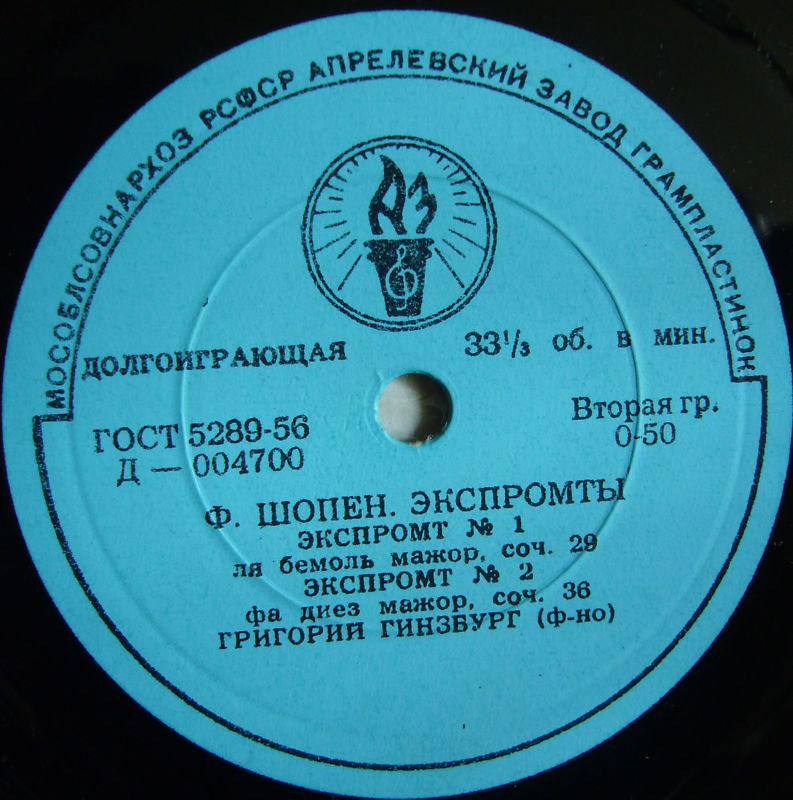 МОСОБЛСОВНАРХОЗ РСФСР АПРЕЛЕВСКИЙ ЗАВОД ГРАМПЛАСТИНОК
АЗ
ДОЛГОИГРАЮЩАЯ
33⅓ об. в мин.
ГОСТ 5289-56
Д — 004700
Вторая гр.
0-50
Ф. ШОПЕН. ЭКСПРОМТЫ
ЭКСПРОМТ № 1
ля бемоль мажор, соч. 29
ЭКСПРОМТ № 2
фа диез мажор, соч. 36
ГРИГОРИЙ ГИНЗБУРГ (ф-но)